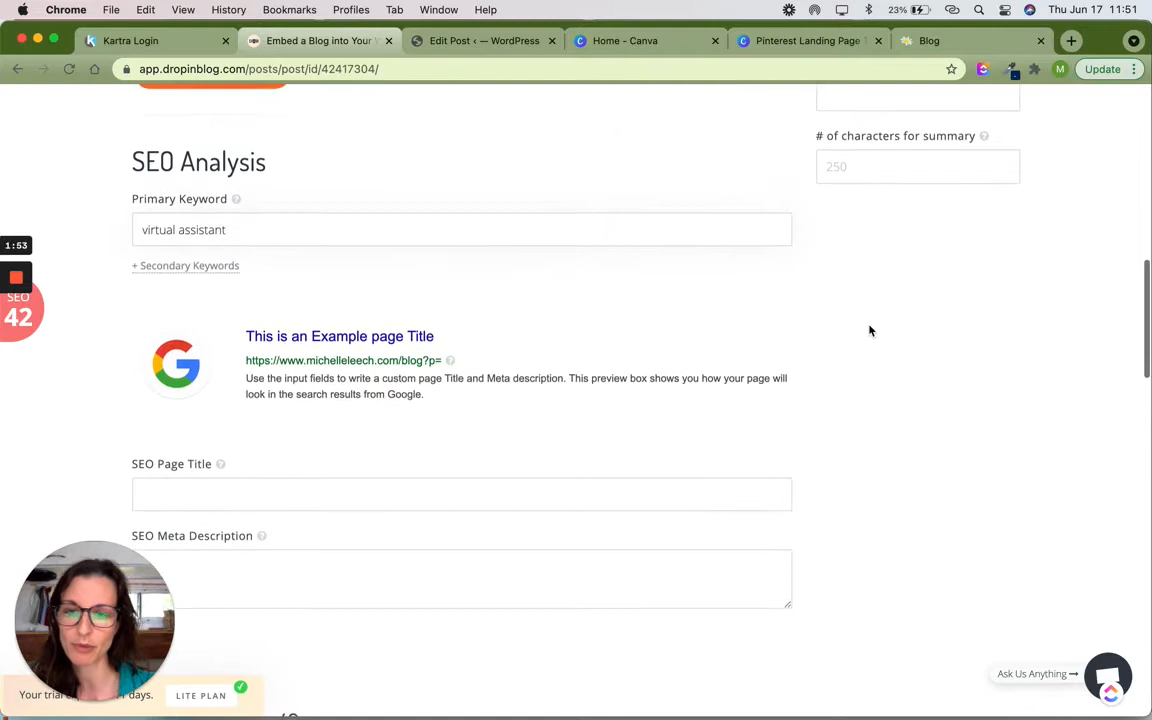 Chrome File Edit View History Bookmarks Profiles Tab Window Help 23% Thu Jun 17 11:51
Kartra Login
Embed a Blog into Your
Edit Post ‹ — WordPress
Home - Canva
Pinterest Landing Page
Blog
app.dropinblog.com/posts/post/id/42417304/
M
Update
# of characters for summary
250
SEO Analysis
Primary Keyword
virtual assistant
+ Secondary Keywords
1:53
SEO
42
This is an Example page Title
https://www.michelleleech.com/blog?p=
Use the input fields to write a custom page Title and Meta description. This preview box shows you how your page will
look in the search results from Google.
SEO Page Title
SEO Meta Description
Your trial
days.
LITE PLAN
Ask Us Anything